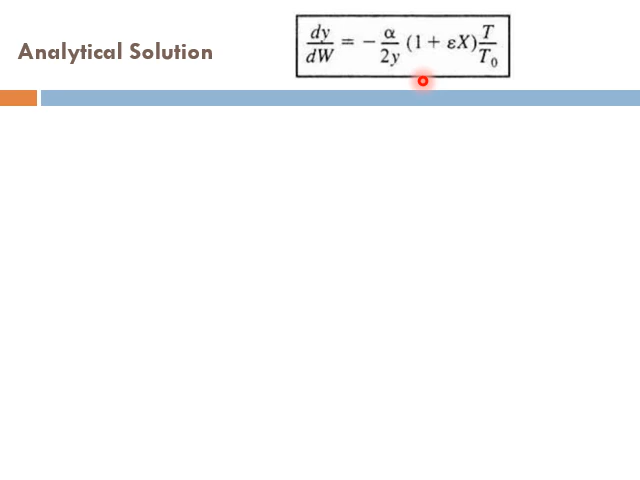 Analytical Solution
dy/dW = − α/2y (1 + εX) T/T₀